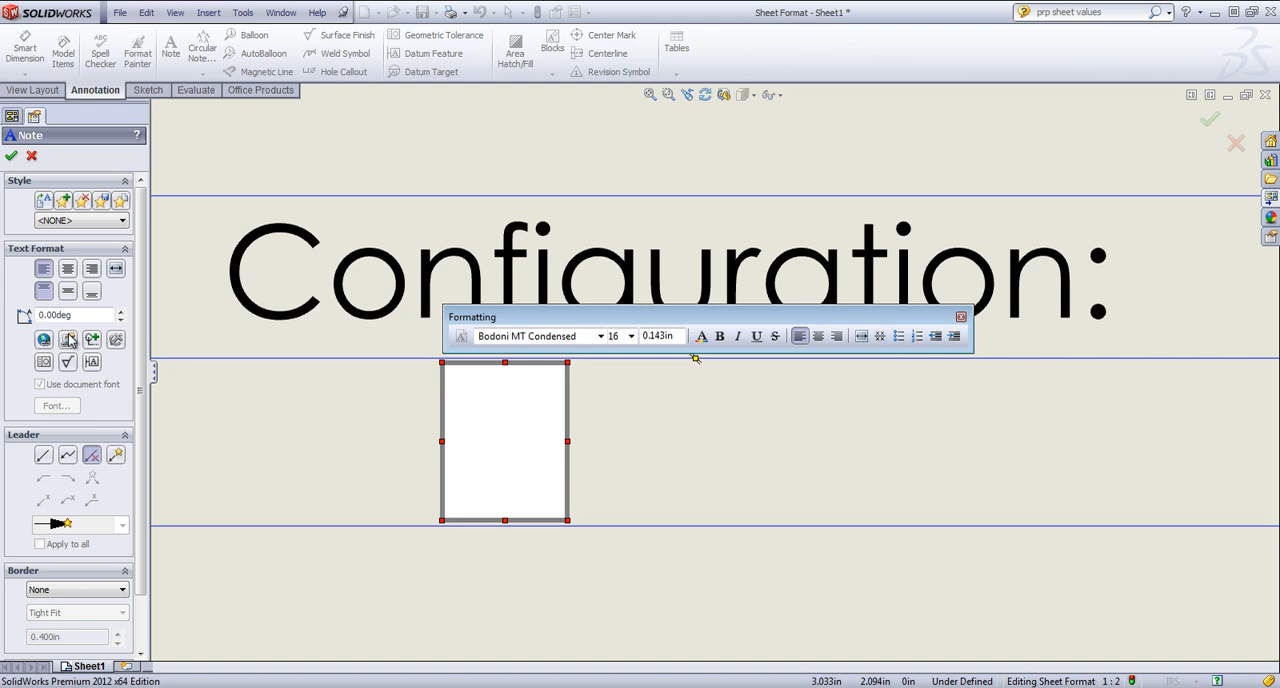 SOLIDWORKS File Edit View Insert Tools Window Help Sheet Format - Sheet1 * prp sheet values
Smart Dimension
Model Items
Spell Checker
Format Painter
Note
Circular Note...
Balloon
AutoBalloon
Magnetic Line
Surface Finish
Weld Symbol
Hole Callout
Geometric Tolerance
Datum Feature
Datum Target
Area Hatch/Fill
Blocks
Center Mark
Centerline
Revision Symbol
Tables
View Layout Annotation Sketch Evaluate Office Products
Note ?
Style
<NONE>
Text Format
0.00deg
Use document font
Font...
Leader
Apply to all
Border
None
Tight Fit
0.400in
Configuration:
Formatting
Bodoni MT Condensed 16 0.143in A B I U S
Sheet1
SolidWorks Premium 2012 x64 Edition 3.033in 2.094in 0in Under Defined Editing Sheet Format 1 : 2 IPS